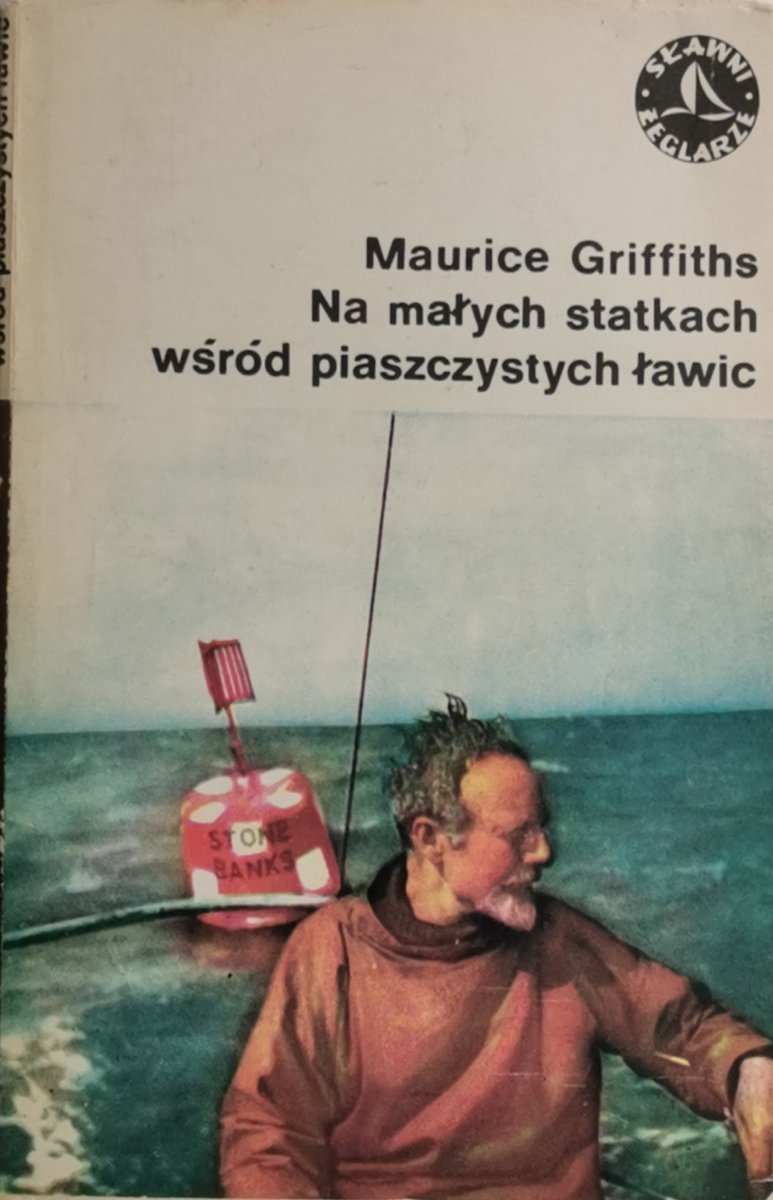 SŁAWNI
ŻEGLARZE
Maurice Griffiths
Na małych statkach
wśród piaszczystych ławic
STONE
BANKS
wśród piaszczystych ławic